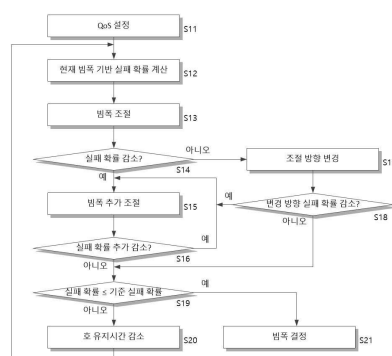 QoS 설정
S11
현재 빔폭 기반 실패 확률 계산
S12
빔폭 조절
S13
실패 확률 감소?
아니오
예
S14
조절 방향 변경
S1
빔폭 추가 조절
S15
변경 방향 실패 확률 감소?
예
아니오
S18
실패 확률 추가 감소?
예
아니오
S16
실패 확률 ≤ 기준 실패 확률
예
아니오
S19
호 유지시간 감소
S20
빔폭 결정
S21